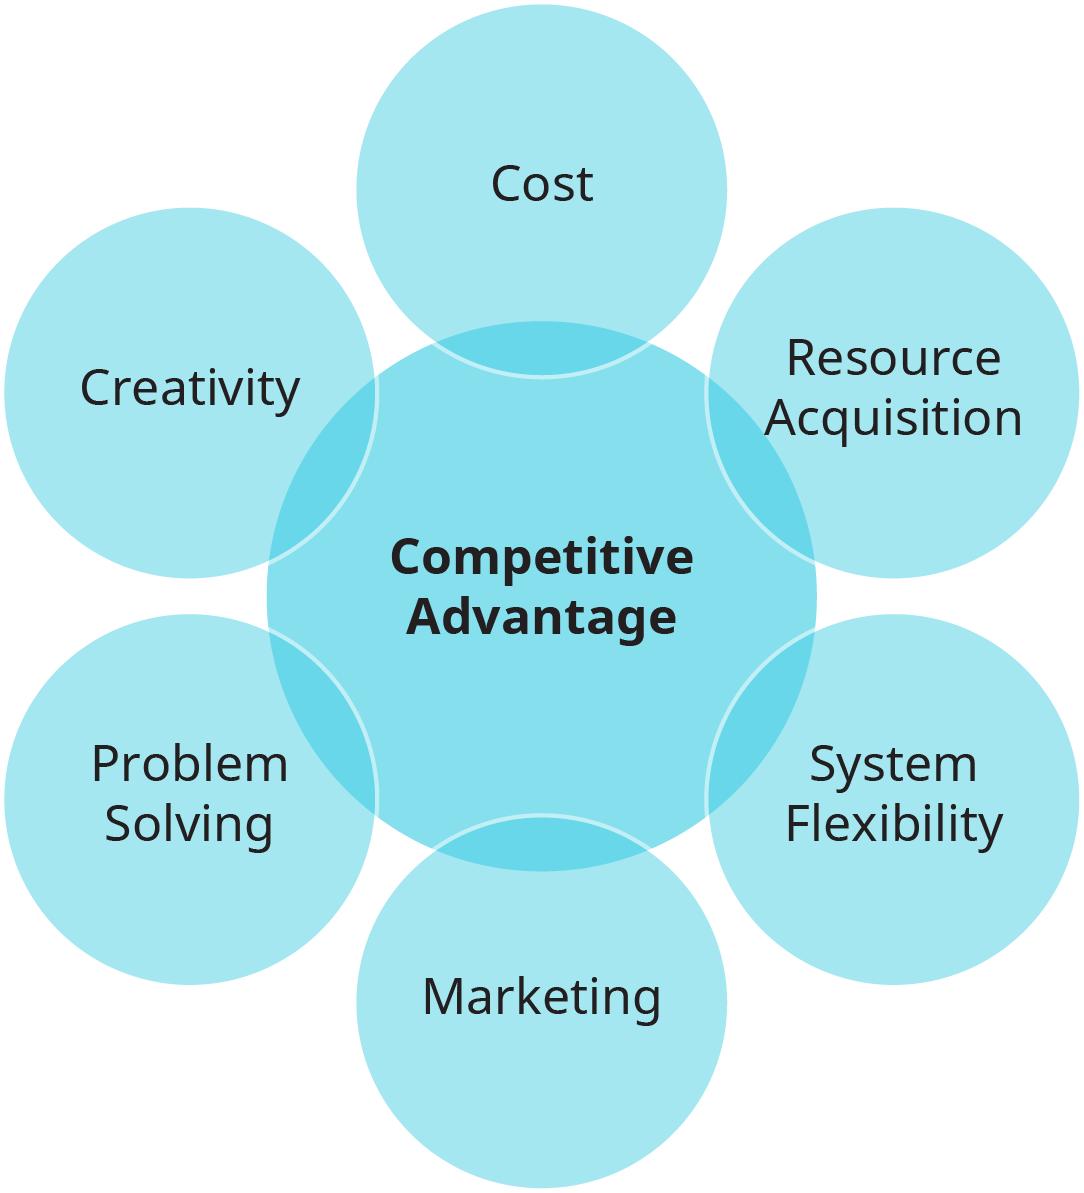 Cost
Creativity
Resource
Acquisition
Competitive
Advantage
Problem
Solving
System
Flexibility
Marketing